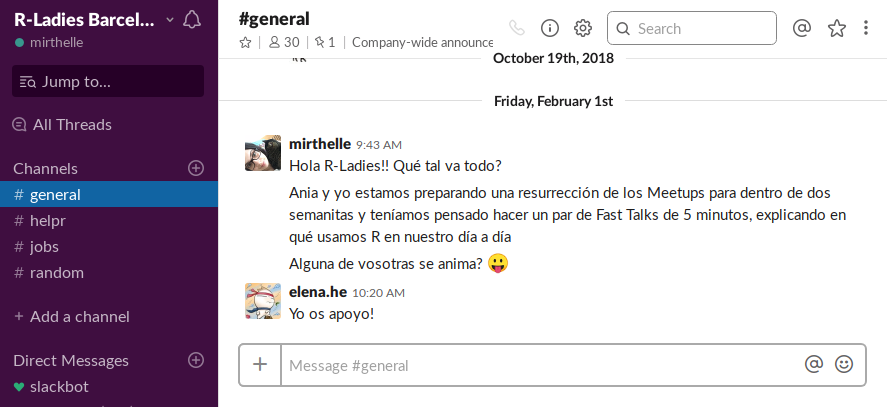 R-Ladies Barcel...
mirthelle
Jump to...
All Threads
Channels
# general
# helpr
# jobs
# random
+ Add a channel
Direct Messages
slackbot
#general
30
1
Company-wide announce
Search
October 19th, 2018
Friday, February 1st
mirthelle 9:43 AM
Hola R-Ladies!! Qué tal va todo?
Ania y yo estamos preparando una resurrección de los Meetups para dentro de dos
semanitas y teníamos pensado hacer un par de Fast Talks de 5 minutos, explicando en
qué usamos R en nuestro día a día
Alguna de vosotras se anima? 😛
elena.he 10:20 AM
Yo os apoyo!
Message #general